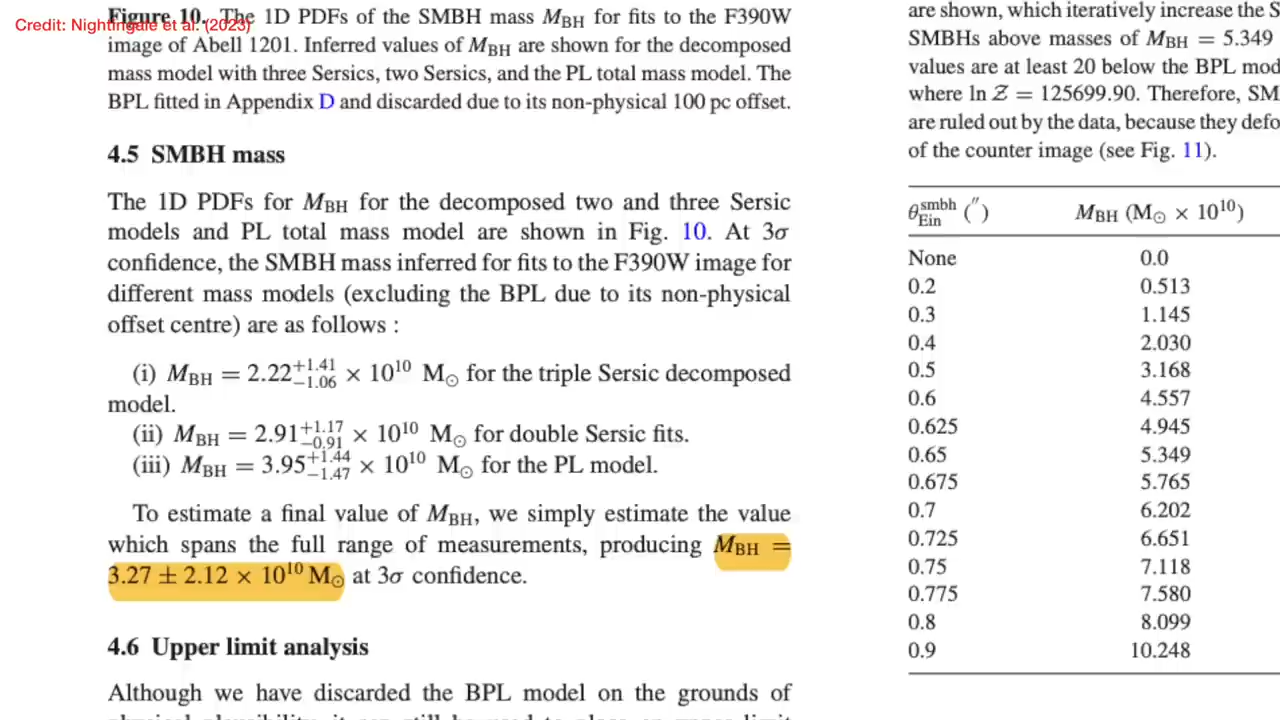 Credit: Nightingale et al. (2023)
Figure 10. The 1D PDFs of the SMBH mass M_BH for fits to the F390W
image of Abell 1201. Inferred values of M_BH are shown for the decomposed
mass model with three Sersics, two Sersics, and the PL total mass model. The
BPL fitted in Appendix D and discarded due to its non-physical 100 pc offset.
4.5 SMBH mass
The 1D PDFs for M_BH for the decomposed two and three Sersic
models and PL total mass model are shown in Fig. 10. At 3σ
confidence, the SMBH mass inferred for fits to the F390W image for
different mass models (excluding the BPL due to its non-physical
offset centre) are as follows :
(i) M_BH = 2.22^{+1.41}_{−1.06} × 10^{10} M_⊙ for the triple Sersic decomposed
model.
(ii) M_BH = 2.91^{+1.17}_{−0.91} × 10^{10} M_⊙ for double Sersic fits.
(iii) M_BH = 3.95^{+1.44}_{−1.47} × 10^{10} M_⊙ for the PL model.
To estimate a final value of M_BH, we simply estimate the value
which spans the full range of measurements, producing M_BH =
3.27 ± 2.12 × 10^{10} M_⊙ at 3σ confidence.
4.6 Upper limit analysis
Although we have discarded the BPL model on the grounds of
are shown, which iteratively increase the S
SMBHs above masses of M_BH = 5.349
values are at least 20 below the BPL mod
where ln Z = 125699.90. Therefore, SM
are ruled out by the data, because they defo
of the counter image (see Fig. 11).
θ^{smbh}_{Ein} (″) M_BH (M_⊙ × 10^{10})
None 0.0
0.2 0.513
0.3 1.145
0.4 2.030
0.5 3.168
0.6 4.557
0.625 4.945
0.65 5.349
0.675 5.765
0.7 6.202
0.725 6.651
0.75 7.118
0.775 7.580
0.8 8.099
0.9 10.248